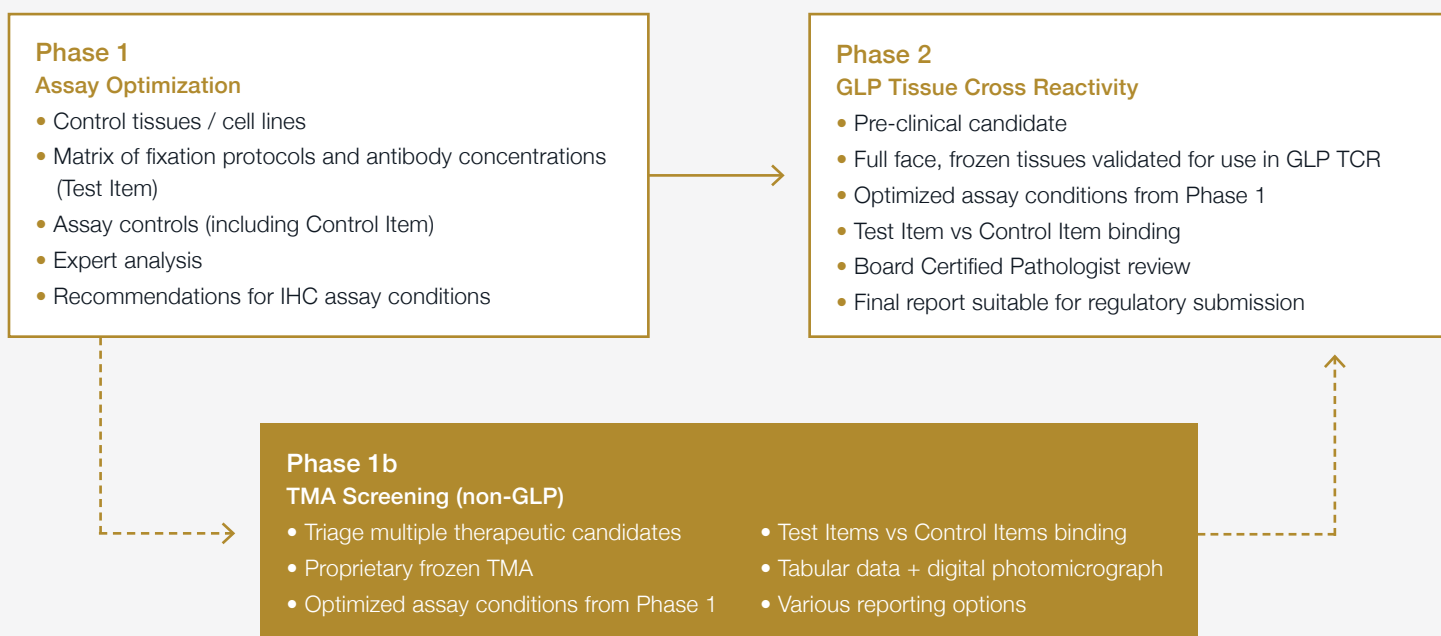 Phase 1
Assay Optimization
• Control tissues / cell lines
• Matrix of fixation protocols and antibody concentrations
(Test Item)
• Assay controls (including Control Item)
• Expert analysis
• Recommendations for IHC assay conditions
Phase 2
GLP Tissue Cross Reactivity
• Pre-clinical candidate
• Full face, frozen tissues validated for use in GLP TCR
• Optimized assay conditions from Phase 1
• Test Item vs Control Item binding
• Board Certified Pathologist review
• Final report suitable for regulatory submission
Phase 1b
TMA Screening (non-GLP)
• Triage multiple therapeutic candidates
• Proprietary frozen TMA
• Optimized assay conditions from Phase 1
• Test Items vs Control Items binding
• Tabular data + digital photomicrograph
• Various reporting options